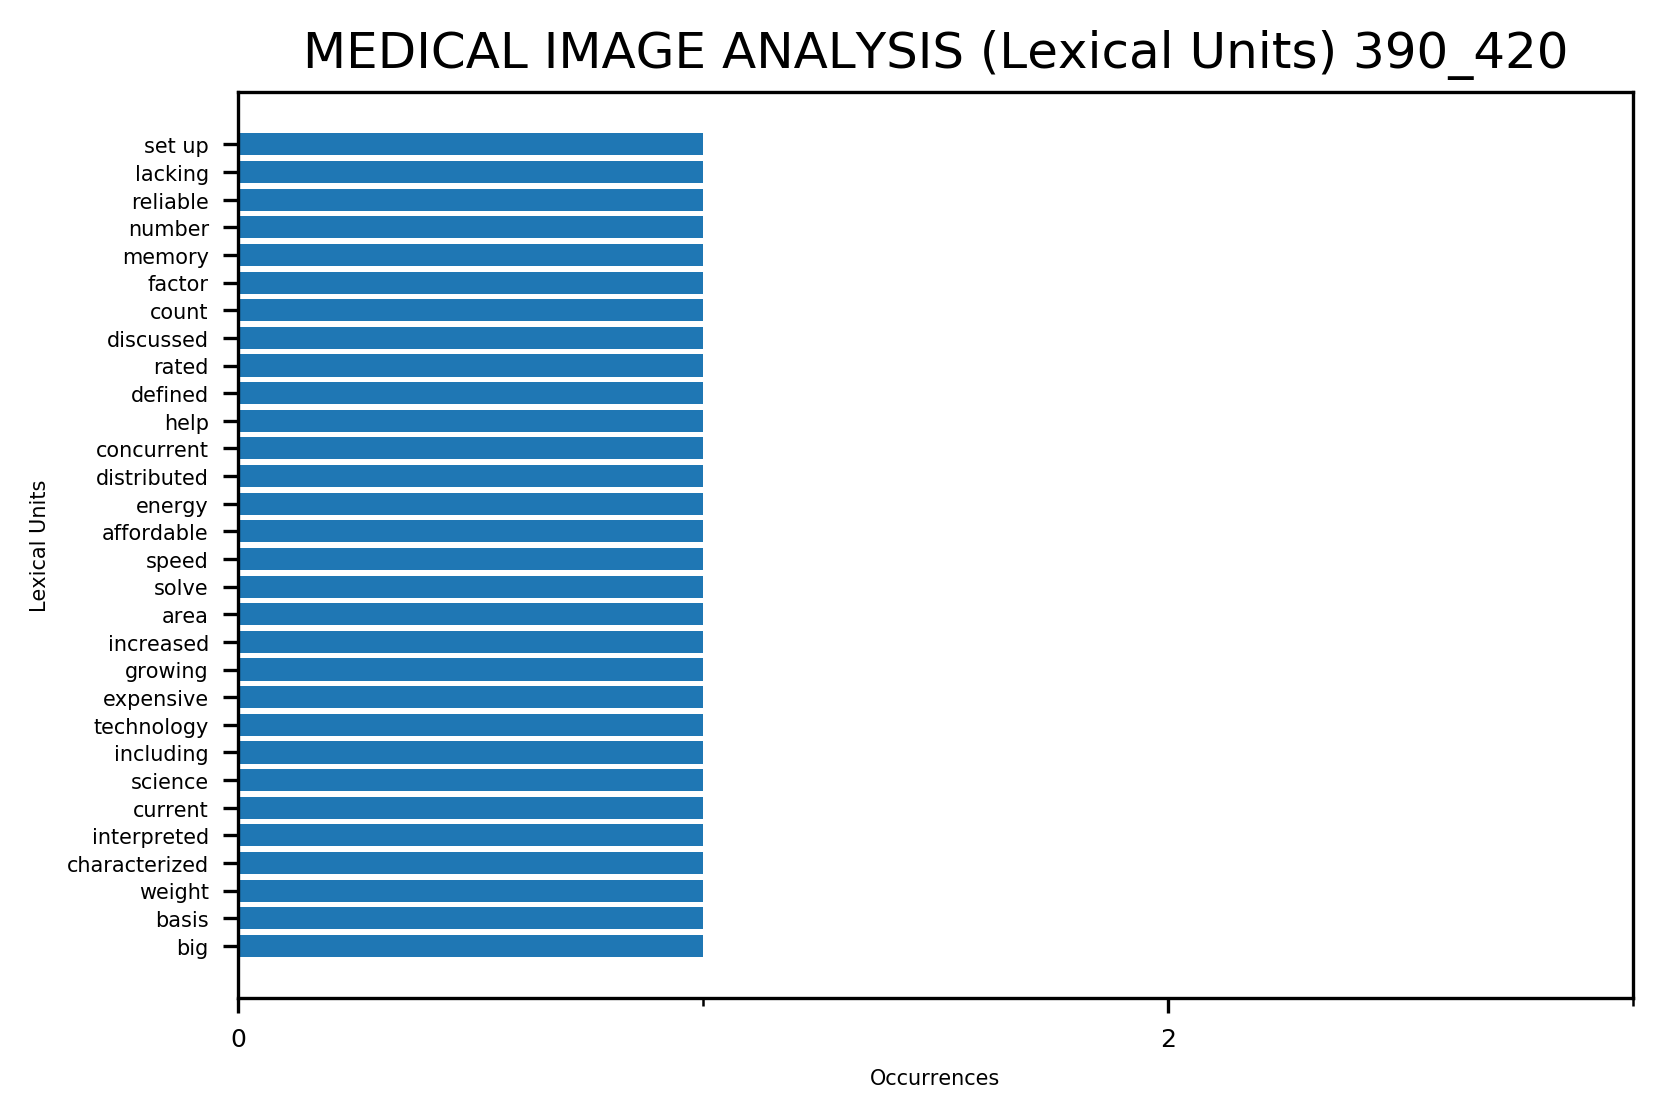 MEDICAL IMAGE ANALYSIS (Lexical Units) 390_420
set up
lacking
reliable
number
memory
factor
count
discussed
rated
defined
help
concurrent
distributed
energy
affordable
speed
solve
area
increased
growing
expensive
technology
including
science
current
interpreted
characterized
weight
basis
big
Lexical Units
0 2
Occurrences